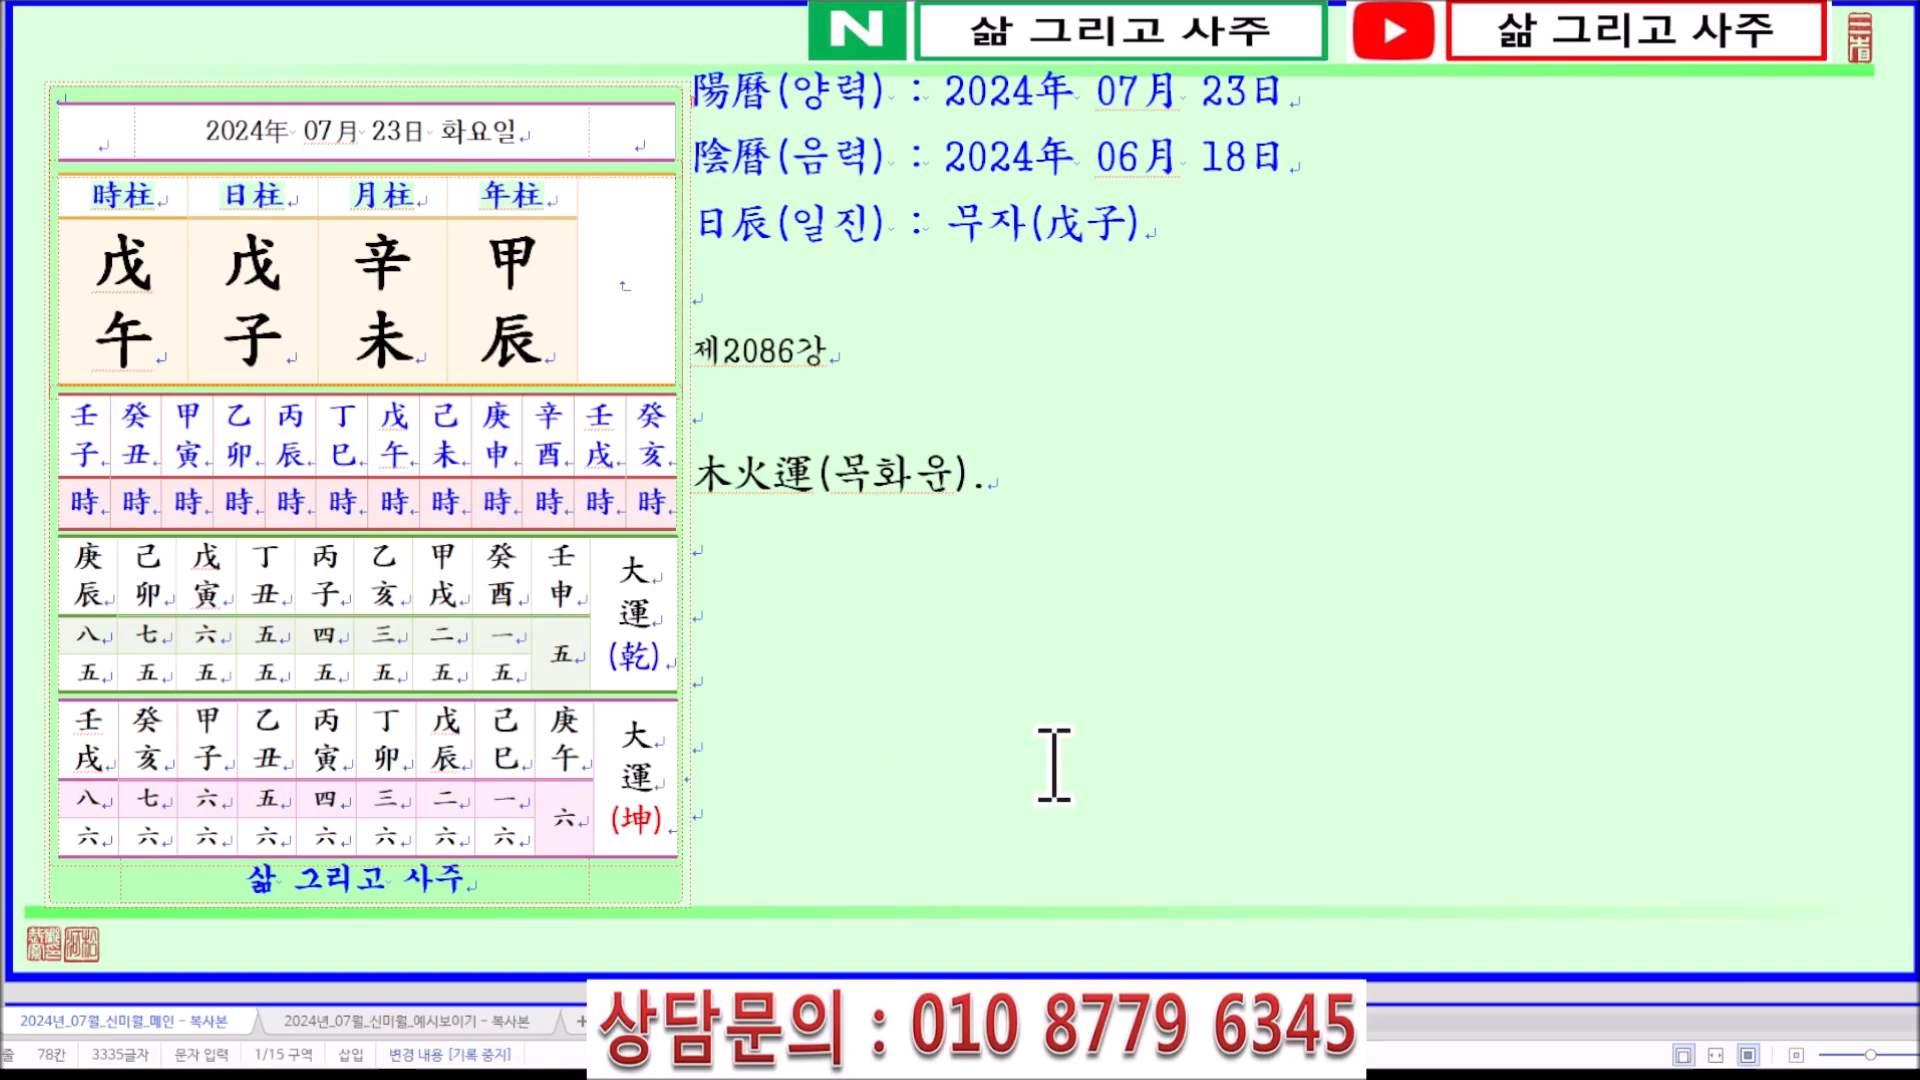 N 삶 그리고 사주 삶 그리고 사주
陽曆(양력) : 2024年 07月 23日
陰曆(음력) : 2024年 06月 18日
日辰(일진) : 무자(戊子)
제2086강
木火運(목화운).
2024年 07月 23日 화요일
時柱 日柱 月柱 年柱
戊 戊 辛 甲
午 子 未 辰
壬 癸 甲 乙 丙 丁 戊 己 庚 辛 壬 癸
子 丑 寅 卯 辰 巳 午 未 申 酉 戌 亥
時 時 時 時 時 時 時 時 時 時 時 時
庚 己 戊 丁 丙 乙 甲 癸 壬
辰 卯 寅 丑 子 亥 戌 酉 申
八 七 六 五 四 三 二 一 五
五 五 五 五 五 五 五 五
大
運
(乾)
壬 癸 甲 乙 丙 丁 戊 己 庚
戌 亥 子 丑 寅 卯 辰 巳 午
八 七 六 五 四 三 二 一 六
六 六 六 六 六 六 六 六
大
運
(坤)
삶 그리고 사주
2024년_07월_신미월_메인 - 복사본 2024년_07월_신미월_예시보이기 - 복사본 +
줄 78칸 3335글자 문자 입력 1/15 구역 삽입 변경 내용 [기록 중지]
상담문의 : 010 8779 6345